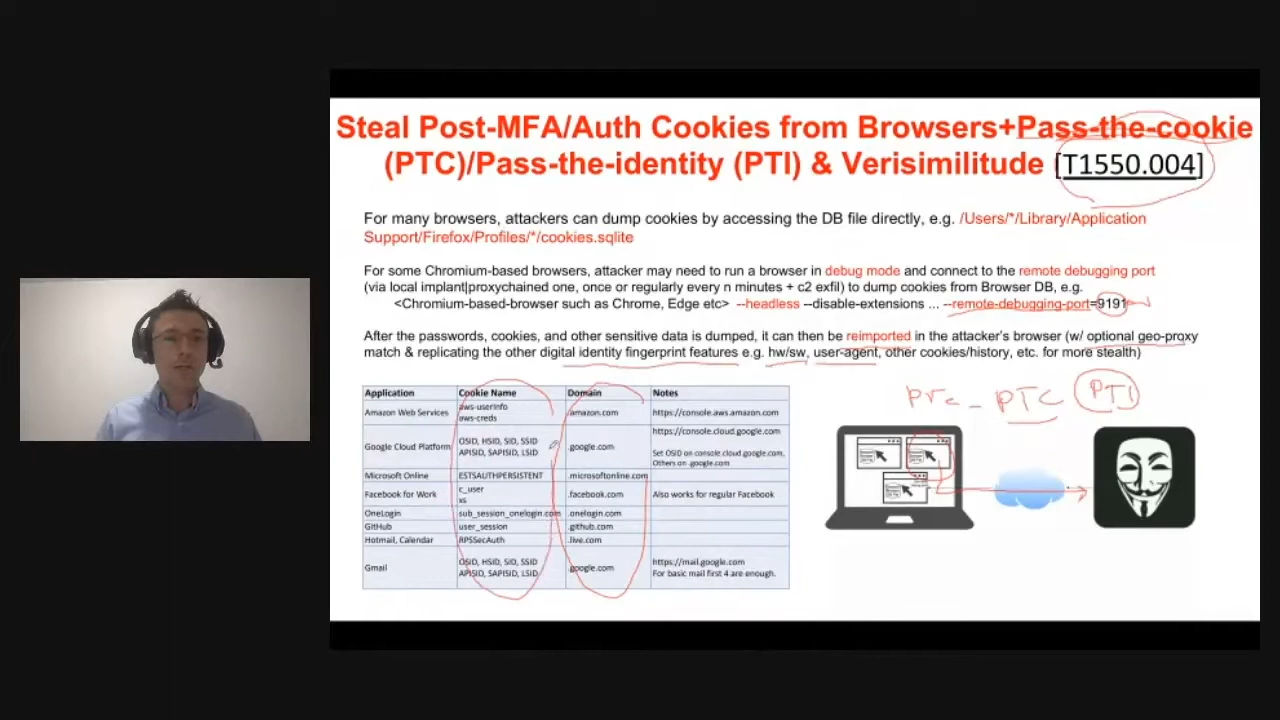 Steal Post-MFA/Auth Cookies from Browsers+Pass-the-cookie
(PTC)/Pass-the-identity (PTI) & Verisimilitude [T1550.004]
For many browsers, attackers can dump cookies by accessing the DB file directly, e.g. /Users/*/Library/Application
Support/Firefox/Profiles/*/cookies.sqlite
For some Chromium-based browsers, attacker may need to run a browser in debug mode and connect to the remote debugging port
(via local implant|proxychained one, once or regularly every n minutes + c2 exfil) to dump cookies from Browser DB, e.g.
<Chromium-based-browser such as Chrome, Edge etc> --headless --disable-extensions ... --remote-debugging-port=9191
After the passwords, cookies, and other sensitive data is dumped, it can then be reimported in the attacker's browser (w/ optional geo-proxy
match & replicating the other digital identity fingerprint features e.g. hw/sw, user-agent, other cookies/history, etc. for more stealth)
Application Cookie Name Domain Notes
Amazon Web Services aws-userInfo
aws-creds .amazon.com https://console.aws.amazon.com
Google Cloud Platform OSID, HSID, SID, SSID
APISID, SAPISID, LSID .google.com https://console.cloud.google.com
Set OSID on console.cloud.google.com,
Others on .google.com
Microsoft Online ESTSAUTHPERSISTENT .microsoftonline.com
Facebook for Work c_user
xs .facebook.com Also works for regular Facebook
OneLogin sub_session_onelogin.com .onelogin.com
GitHub user_session .github.com
Hotmail, Calendar RPSSecAuth .live.com
Gmail OSID, HSID, SID, SSID
APISID, SAPISID, LSID .google.com https://mail.google.com
For basic mail first 4 are enough.
PTC PTI